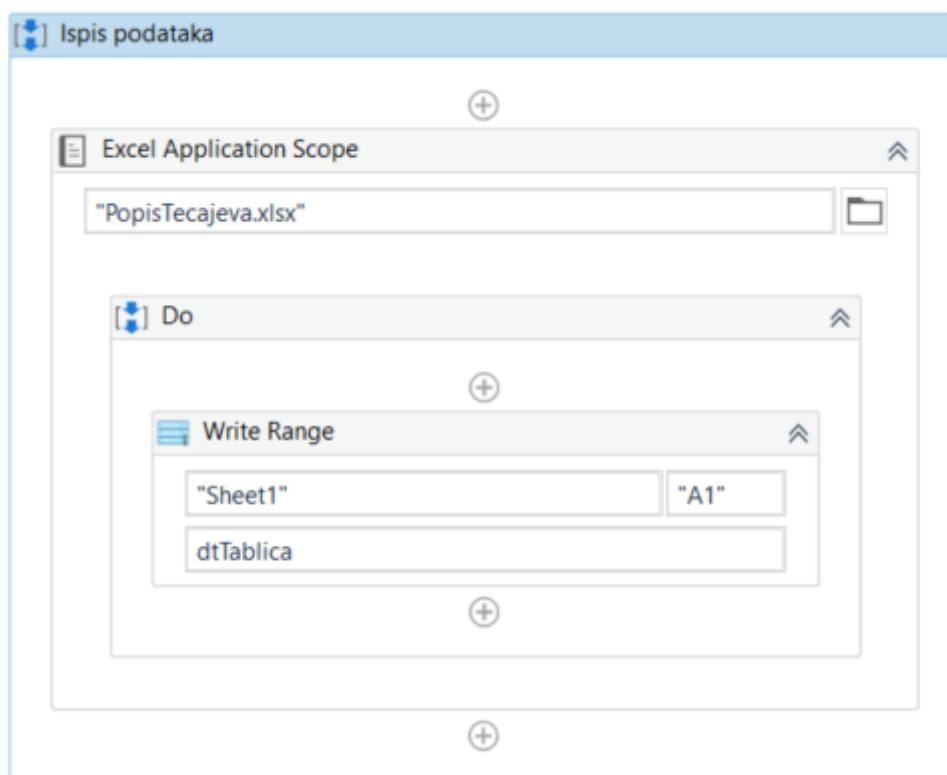 Ispis podataka
Excel Application Scope
"PopisTecajeva.xlsx"
Do
Write Range
"Sheet1" "A1"
dtTablica